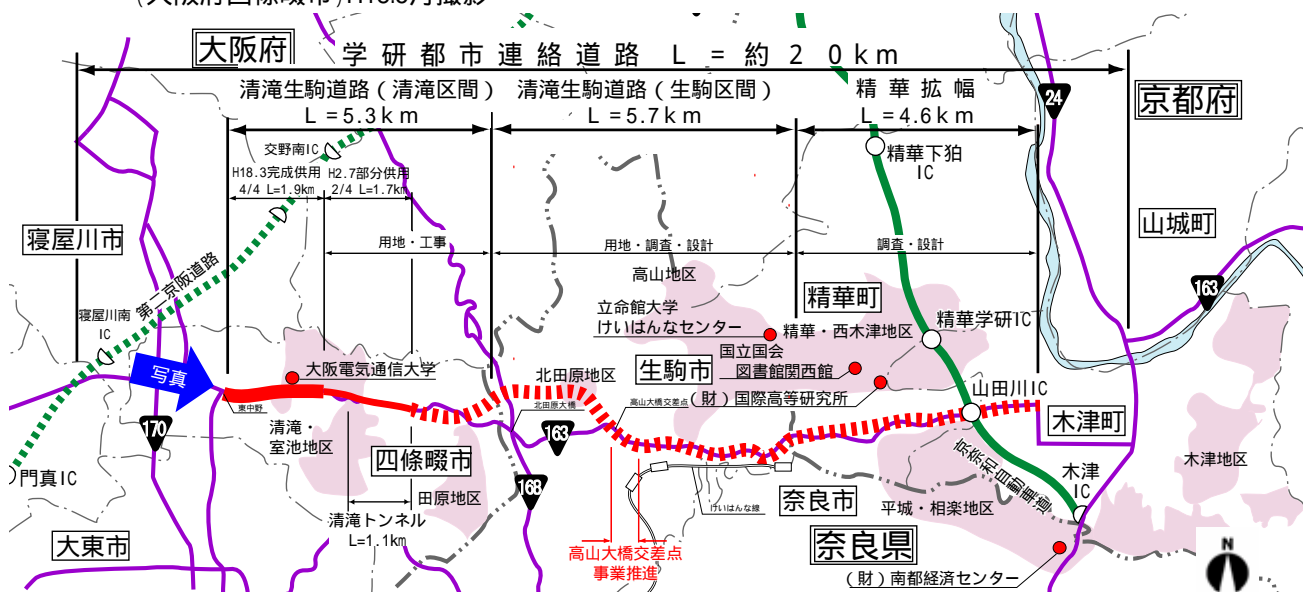 大阪府
学研都市連絡道路 L=約20km
京都府
清滝生駒道路(清滝区間)
L=5.3km
清滝生駒道路(生駒区間)
L=5.7km
精華拡幅
L=4.6km
24
交野南IC
精華下狛
IC
H18.3完成供用
4/4 L=1.9km
H2.7部分供用
2/4 L=1.7km
寝屋川市
山城町
用地・工事
用地・調査・設計
調査・設計
高山地区
第二京阪道路
163
精華町
立命館大学
けいはんなセンター
寝屋川南
IC
精華・西木津地区
精華学研IC
国立国会
図書館関西館
写真
大阪電気通信大学
北田原地区
生駒市
山田川IC
(財)国際高等研究所
東中野
北田原大橋
高山大橋交差点
木津町
170
清滝・
室池地区
163
四條畷市
京奈和自動車道
木津
IC
木津地区
門真IC
田原地区
168
けいはんな線
奈良市
平城・相楽地区
清滝トンネル
L=1.1km
大東市
高山大橋交差点
事業推進
奈良県
(財)南都経済センター
N